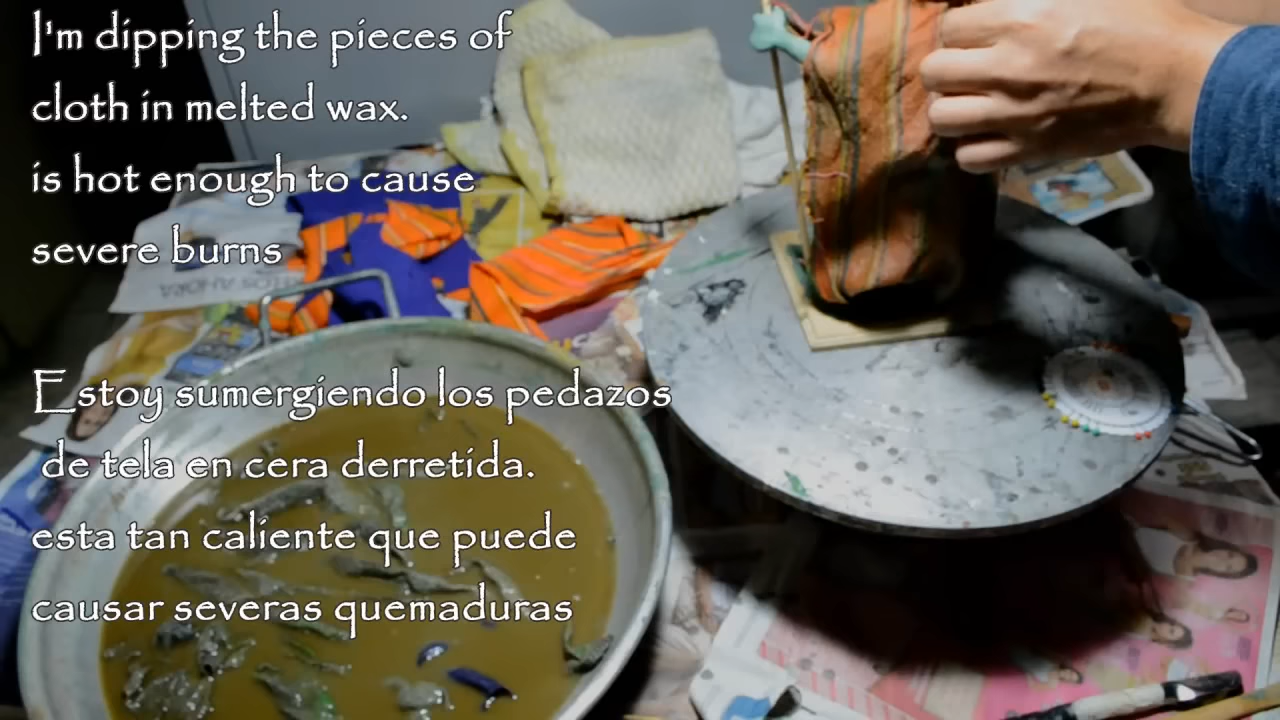 I'm dipping the pieces of
cloth in melted wax.
is hot enough to cause
severe burns
Estoy sumergiendo los pedazos
de tela en cera derretida.
esta tan caliente que puede
causar severas quemaduras